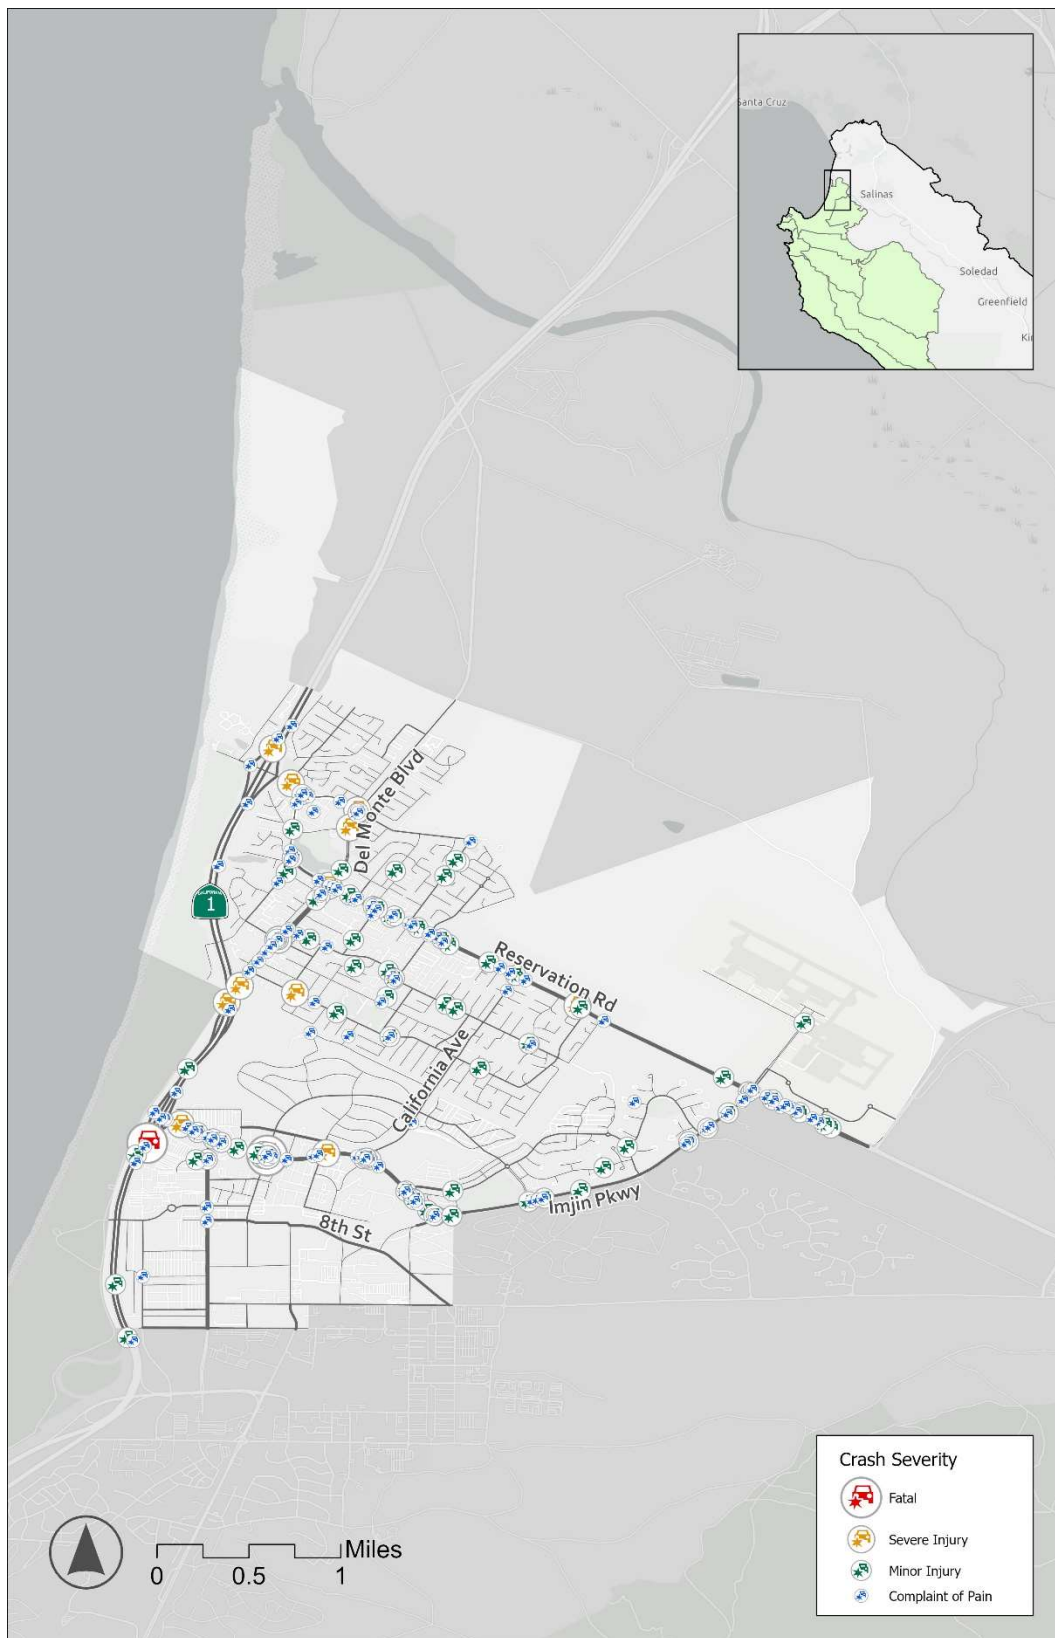 Santa Cruz
Salinas
Soledad
Greenfield
Del Monte Blvd
CALIFORNIA
1
Reservation Rd
California Ave
Imjin Pkwy
8th St
Crash Severity
Fatal
Severe Injury
Minor Injury
Complaint of Pain
Miles
0 0.5 1